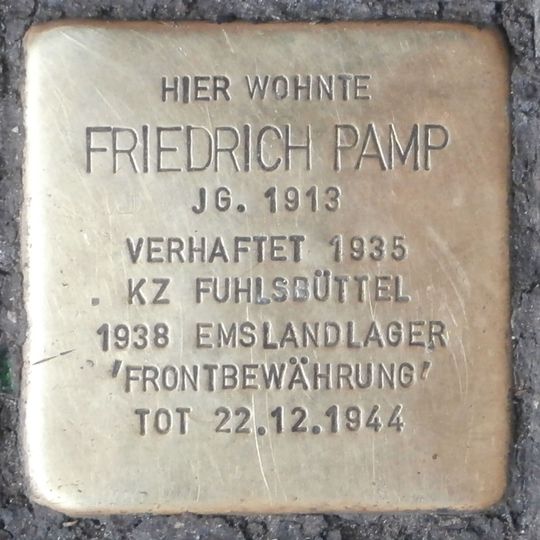 HIER WOHNTE
FRIEDRICH PAMP
JG. 1913
VERHAFTET 1935
KZ FUHLSBÜTTEL
1938 EMSLANDLAGER
'FRONTBEWÄHRUNG'
TOT 22.12.1944